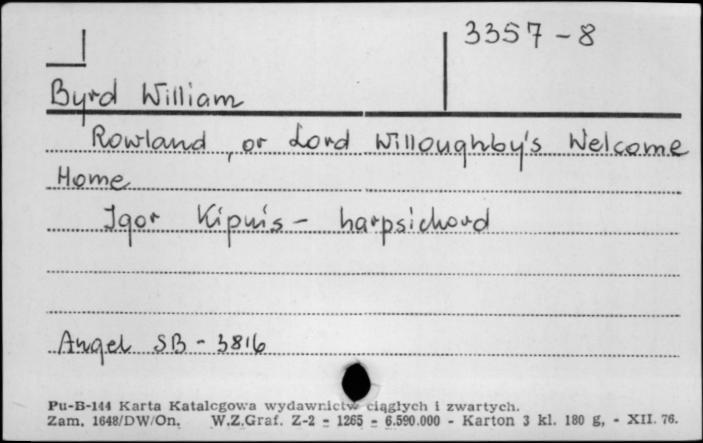 3357-8
Byrd William
Rowland, or Lord Willoughby's Welcome
Home
Igor Kipnis - harpsichord
Angel SB - 3816
Pu-B-144 Karta Katalogowa wydawnictw ciągłych i zwartych.
Zam. 1648/DW/On. W.Z.Graf. Z-2 - 1265 - 6.590.000 - Karton 3 kl. 180 g, - XII. 76.